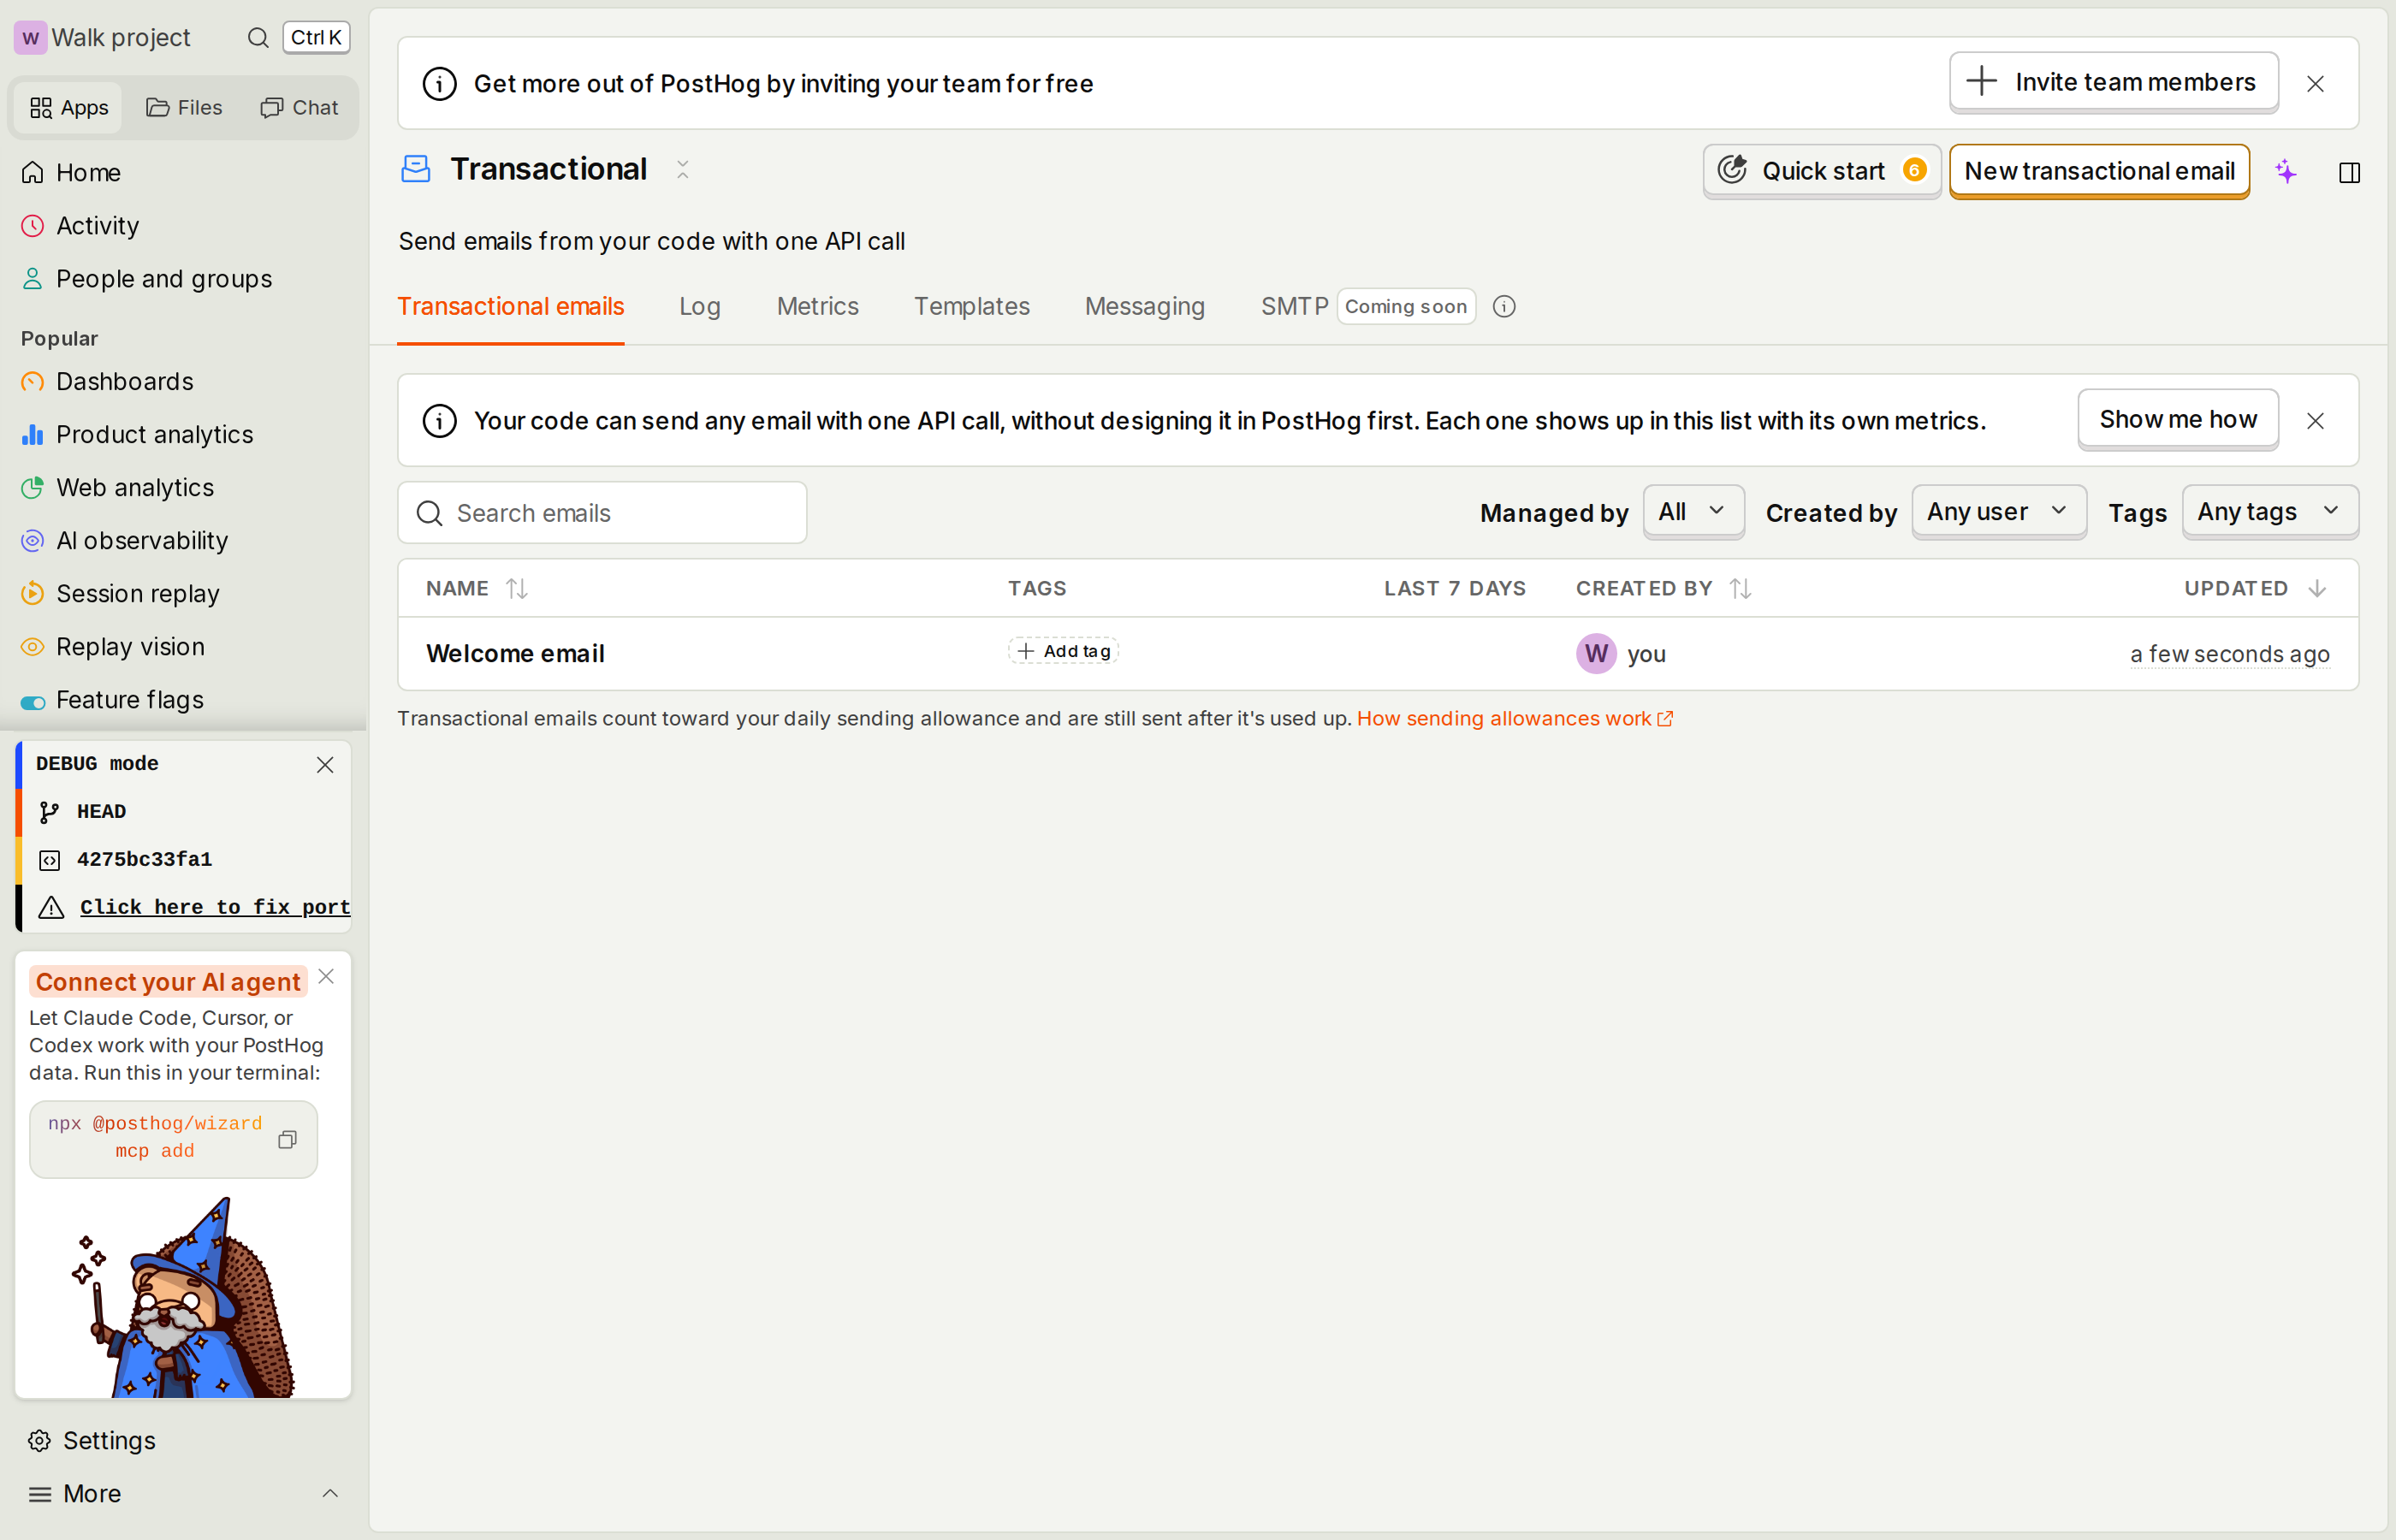 W Walk project Ctrl K
Apps Files Chat
Home
Activity
People and groups
Popular
Dashboards
Product analytics
Web analytics
AI observability
Session replay
Replay vision
Feature flags
DEBUG mode
HEAD
4275bc33fa1
Click here to fix port
Connect your AI agent
Let Claude Code, Cursor, or
Codex work with your PostHog
data. Run this in your terminal:
npx @posthog/wizard
mcp add
Settings
More
Get more out of PostHog by inviting your team for free
Invite team members
Transactional
Quick start 6
New transactional email
Send emails from your code with one API call
Transactional emails Log Metrics Templates Messaging SMTP Coming soon
Your code can send any email with one API call, without designing it in PostHog first. Each one shows up in this list with its own metrics.
Show me how
Search emails
Managed by All Created by Any user Tags Any tags
NAME TAGS LAST 7 DAYS CREATED BY UPDATED
Welcome email Add tag W you a few seconds ago
Transactional emails count toward your daily sending allowance and are still sent after it's used up. How sending allowances work